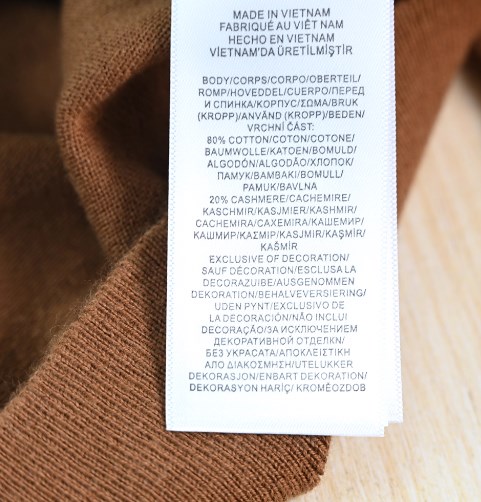 MADE IN VIETNAM
FABRIQUÉ AU VIÊT NAM
HECHO EN VIETNAM
VİETNAM'DA ÜRETİLMİŞTİR
BODY/CORPS/CORPO/OBERTEIL/
ROMP/HOVEDDEL/CUERPO/ПЕРЕД
И СПИНКА/КОРПУС/ΣΩΜΑ/BRUK
(KROPP)/ANVÄND (KROPP)/BEDEN/
VRCHNÍ ČÁST:
80% COTTON/COTON/COTONE/
BAUMWOLLE/KATOEN/BOMULD/
ALGODÓN/ALGODÃO/ХЛОПОК/
ПАМУК/ΒΑΜΒΑΚΙ/BOMULL/
PAMUK/BAVLNA
20% CASHMERE/CACHEMIRE/
KASCHMIR/KASJMIER/KASHMIR/
CACHEMIRA/CAXEMIRA/КАШЕМИР/
КАШМИР/ΚΑΣΜΙΡ/KASJMIR/KAŞMİR/
KAŠMÍR
EXCLUSIVE OF DECORATION/
SAUF DÉCORATION/ESCLUSA LA
DECORAZUIBE/AUSGENOMMEN
DEKORATION/BEHALVEVERSIERING/
UDEN PYNT/EXCLUSIVO DE
LA DECORACIÓN/NÃO INCLUI
DECORAÇÃO/ЗА ИСКЛЮЧЕНИЕМ
ДЕКОРАТИВНОЙ ОТДЕЛКN/
БЕЗ УКРАСАТА/ΑΠΟΚΛΕΙΣΤΙΚΗ
ΑΠΟ ΔΙΑΚΟΣΜΗΣΗ/UTELUKKER
DEKORASJON/ENBART DEKORATION/
DEKORASYON HARİÇ/ KROMĚOZDOB